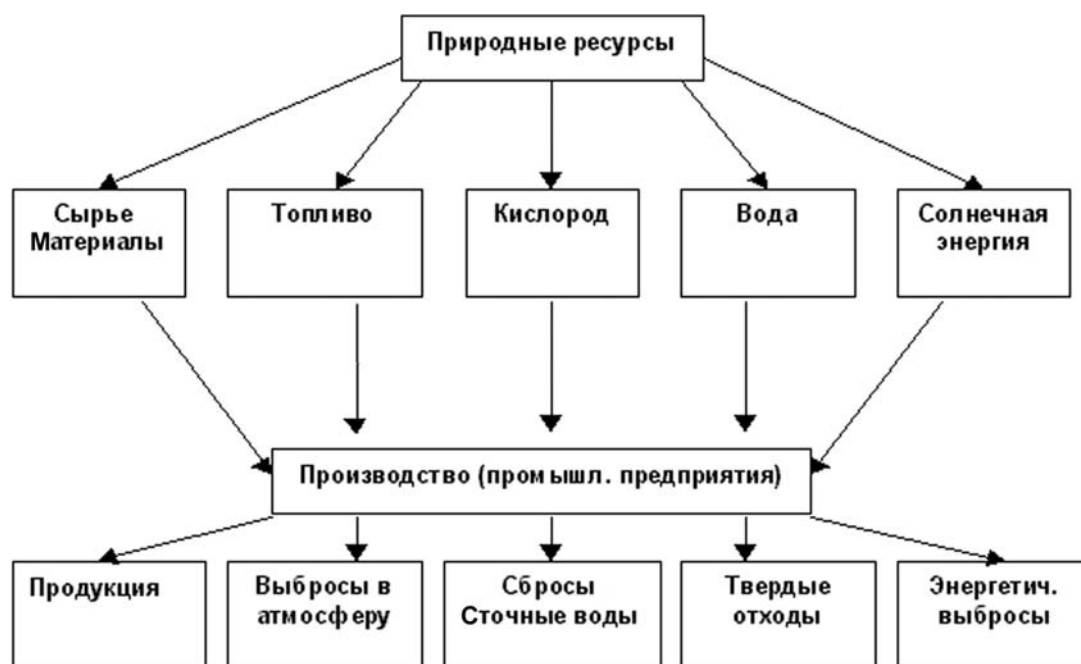 Природные ресурсы
Сырье
Материалы
Топливо
Кислород
Вода
Солнечная
энергия
Производство (промышл. предприятия)
Продукция
Выбросы в
атмосферу
Сбросы
Сточные воды
Твердые
отходы
Энергетич.
выбросы